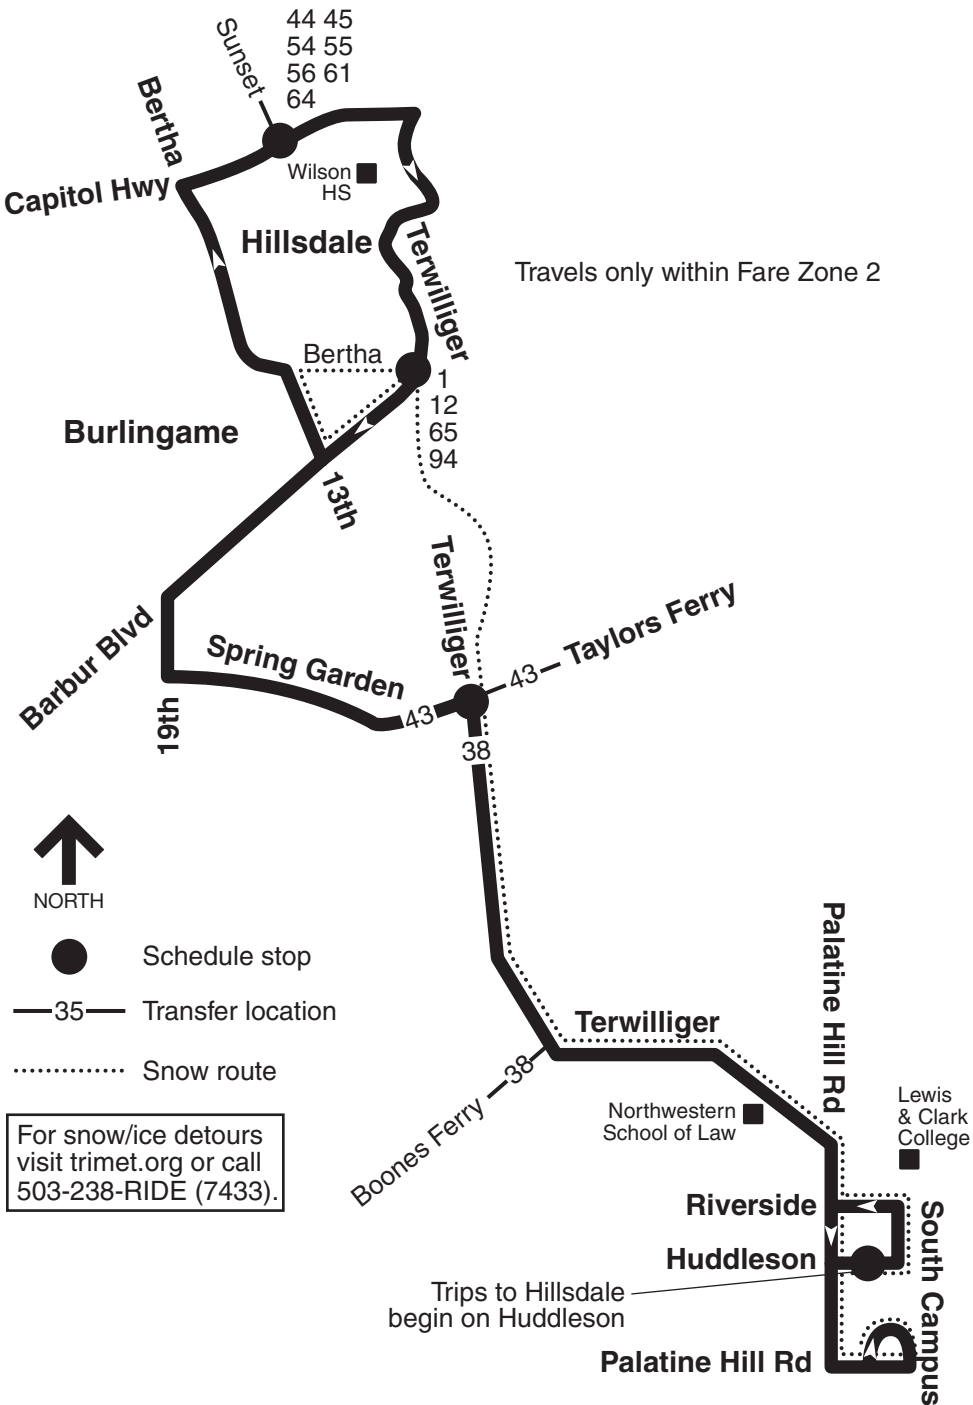 44 45
54 55
56 61
64
Sunset
Bertha
Capitol Hwy
Wilson
HS
Hillsdale
Terwilliger
Travels only within Fare Zone 2
Bertha
1
12
65
94
Burlingame
13th
Terwilliger
Taylors Ferry
43
Barbur Blvd
Spring Garden
43
19th
38
NORTH
Schedule stop
35
Transfer location
Snow route
For snow/ice detours
visit trimet.org or call
503-238-RIDE (7433).
Terwilliger
Palatine Hill Rd
38
Boones Ferry
Northwestern
School of Law
Lewis
& Clark
College
Riverside
South Campus
Huddleson
Trips to Hillsdale
begin on Huddleson
Palatine Hill Rd